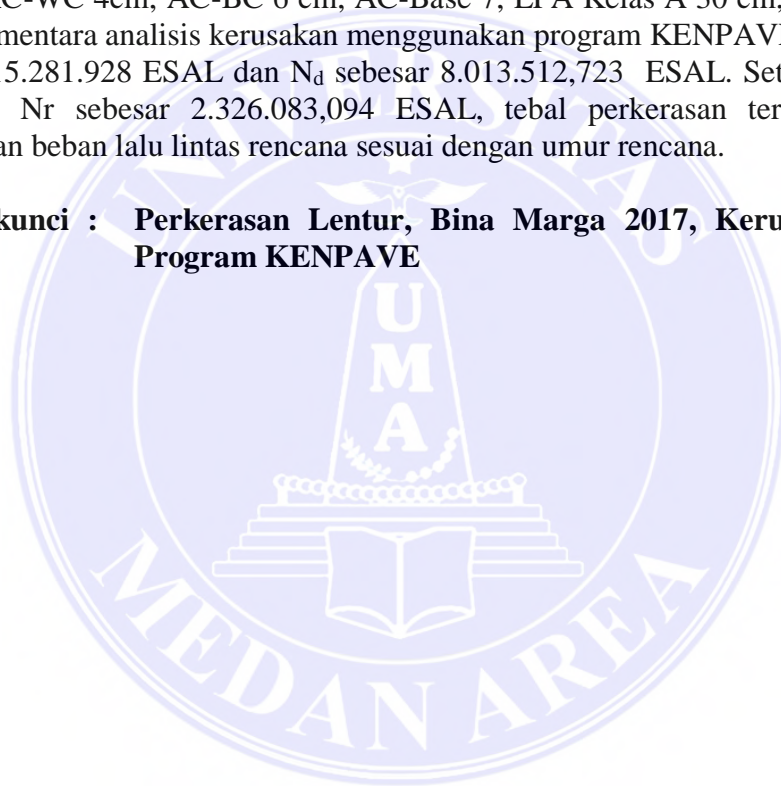 AC-WC 4cm, AC-BC 6 cm, AC-Base 7, LPA Kelas A 30 cm,
mentara analisis kerusakan menggunakan program KENPAVE
5.281.928 ESAL dan Nd sebesar 8.013.512,723 ESAL. Set
Nr sebesar 2.326.083,094 ESAL, tebal perkerasan ter
an beban lalu lintas rencana sesuai dengan umur rencana.
kunci : Perkerasan Lentur, Bina Marga 2017, Keru
Program KENPAVE
UNIVERSITAS
UMA
MEDAN AREA